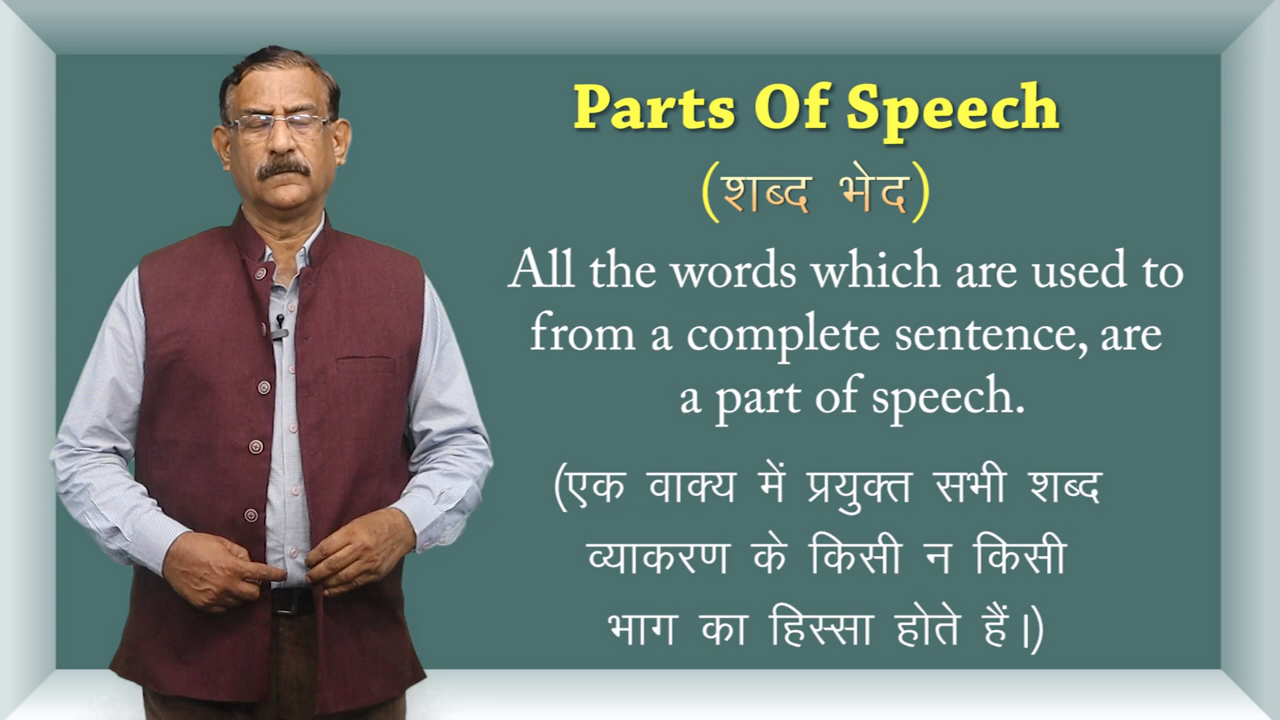 Parts Of Speech
(शब्द भेद)
All the words which are used to
from a complete sentence, are
a part of speech.
(एक वाक्य में प्रयुक्त सभी शब्द
व्याकरण के किसी न किसी
भाग का हिस्सा होते हैं।)